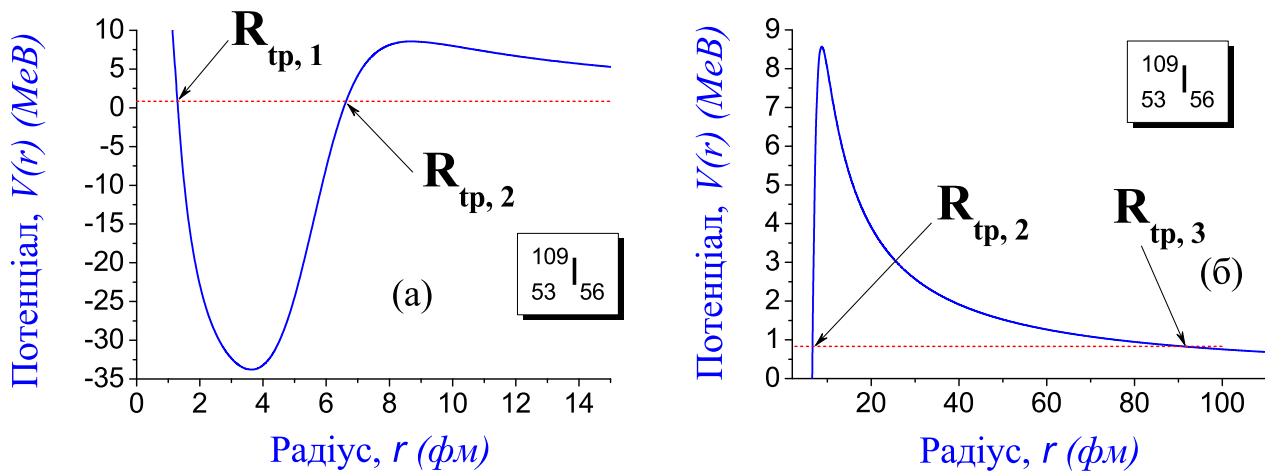 10
5
0
-5
-10
-15
-20
-25
-30
-35
Потенціал, V(r) (МеВ)
R tp, 1
R tp, 2
109
53 I 56
(а)
0 2 4 6 8 10 12 14
Радіус, r (фм)
9
8
7
6
5
4
3
2
1
0
Потенціал, V(r) (МеВ)
109
53 I 56
R tp, 2
R tp, 3
(б)
20 40 60 80 100
Радіус, r (фм)